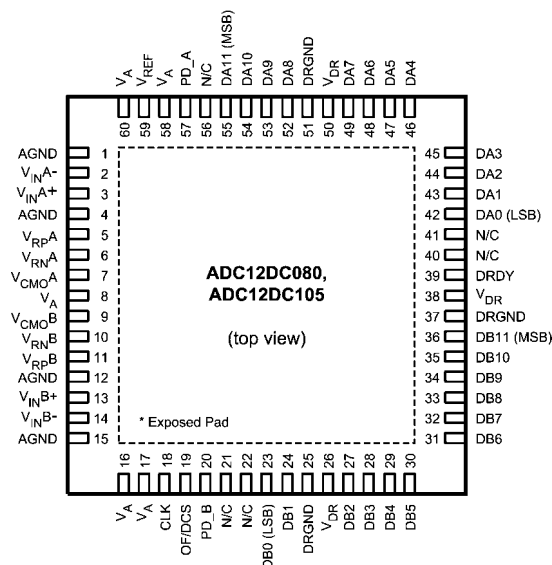 VA
VREF
VA
PD_A
N/C
DA11 (MSB)
DA10
DA9
DA8
DRGND
VDR
DA7
DA6
DA5
DA4
60
59
58
57
56
55
54
53
52
51
50
49
48
47
46
AGND 1
VINA- 2
VINA+ 3
AGND 4
VRPA 5
VRNA 6
VCMOA 7
VA 8
VCMOB 9
VRNB 10
VRPB 11
AGND 12
VINB+ 13
VINB- 14
AGND 15
ADC12DC080,
ADC12DC105
(top view)
* Exposed Pad
45 DA3
44 DA2
43 DA1
42 DA0 (LSB)
41 N/C
40 N/C
39 DRDY
38 VDR
37 DRGND
36 DB11 (MSB)
35 DB10
34 DB9
33 DB8
32 DB7
31 DB6
16
17
18
19
20
21
22
23
24
25
26
27
28
29
30
VA
VA
CLK
OF/DCS
PD_B
N/C
N/C
DB0 (LSB)
DB1
DRGND
VDR
DB2
DB3
DB4
DB5